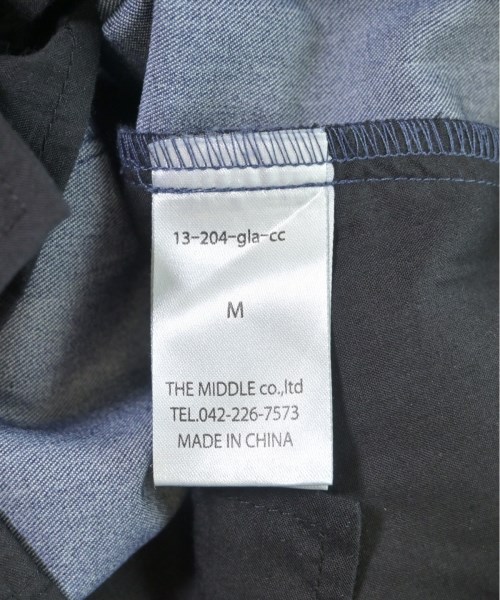 13-204-gla-cc
M
THE MIDDLE co.,ltd
TEL.042-226-7573
MADE IN CHINA